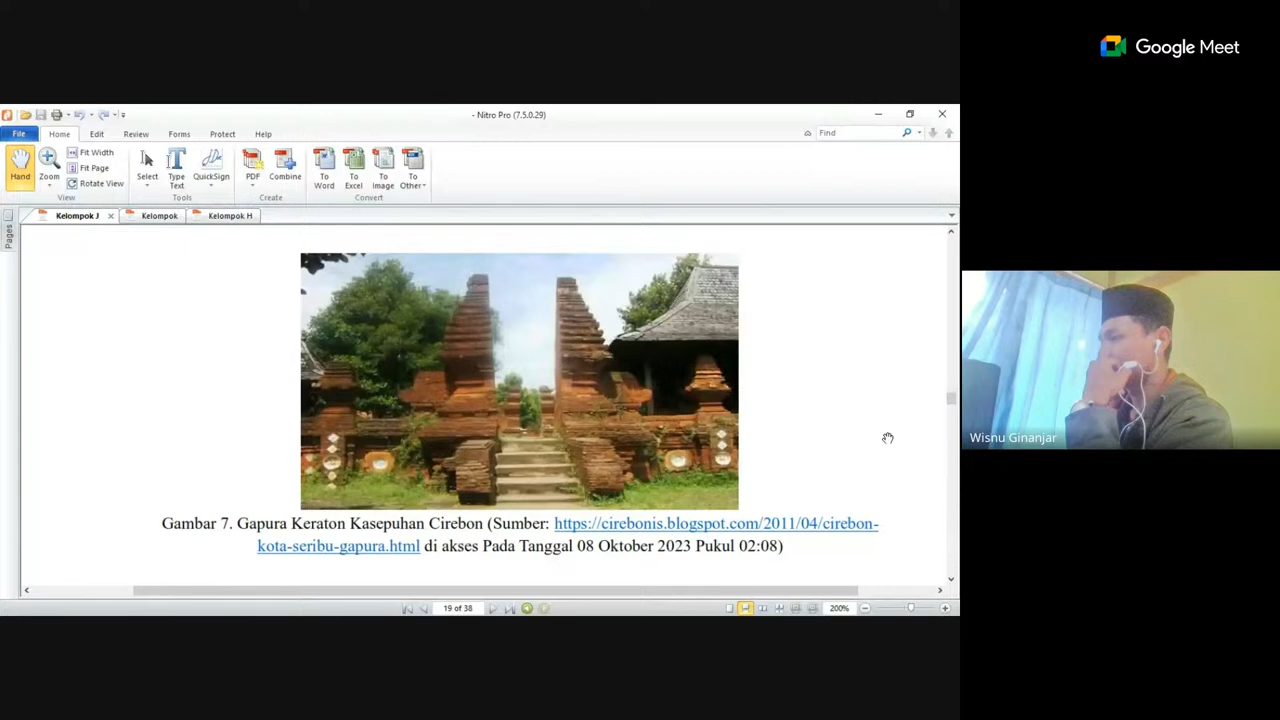 Google Meet
- Nitro Pro (7.5.0.29)
File Home Edit Review Forms Protect Help
Find
Hand
Zoom
Fit Width
Fit Page
Rotate View
View
Select
Type Text
QuickSign
Tools
PDF
Combine
Create
To Word
To Excel
To Image
To Other
Convert
Kelompok J
Kelompok
Kelompok H
Pages
Gambar 7. Gapura Keraton Kasepuhan Cirebon (Sumber: https://cirebonis.blogspot.com/2011/04/cirebon-
kota-seribu-gapura.html di akses Pada Tanggal 08 Oktober 2023 Pukul 02:08)
Wisnu Ginanjar
19 of 38
200%